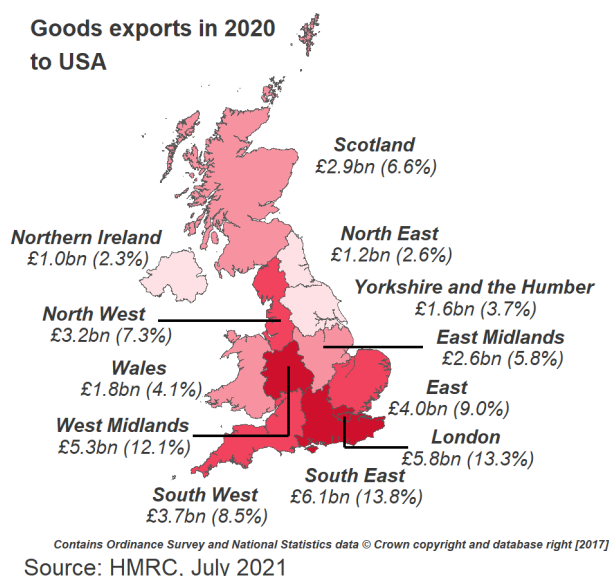 Goods exports in 2020
to USA
Scotland
£2.9bn (6.6%)
Northern Ireland
£1.0bn (2.3%)
North East
£1.2bn (2.6%)
Yorkshire and the Humber
£1.6bn (3.7%)
North West
£3.2bn (7.3%)
East Midlands
£2.6bn (5.8%)
Wales
£1.8bn (4.1%)
East
£4.0bn (9.0%)
West Midlands
£5.3bn (12.1%)
London
£5.8bn (13.3%)
South East
£6.1bn (13.8%)
South West
£3.7bn (8.5%)
Contains Ordinance Survey and National Statistics data © Crown copyright and database right [2017]
Source: HMRC, July 2021